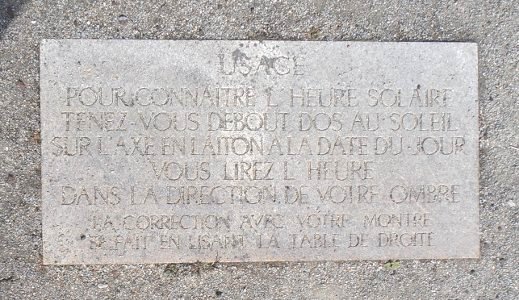 USAGE
POUR CONNAITRE L'HEURE SOLAIRE
TENEZ-VOUS DEBOUT DOS AU SOLEIL
SUR L'AXE EN LAITON A LA DATE DU JOUR
VOUS LIREZ L'HEURE
DANS LA DIRECTION DE VOTRE OMBRE
LA CORRECTION AVEC VOTRE MONTRE
SE FAIT EN LISANT LA TABLE DE DROITE